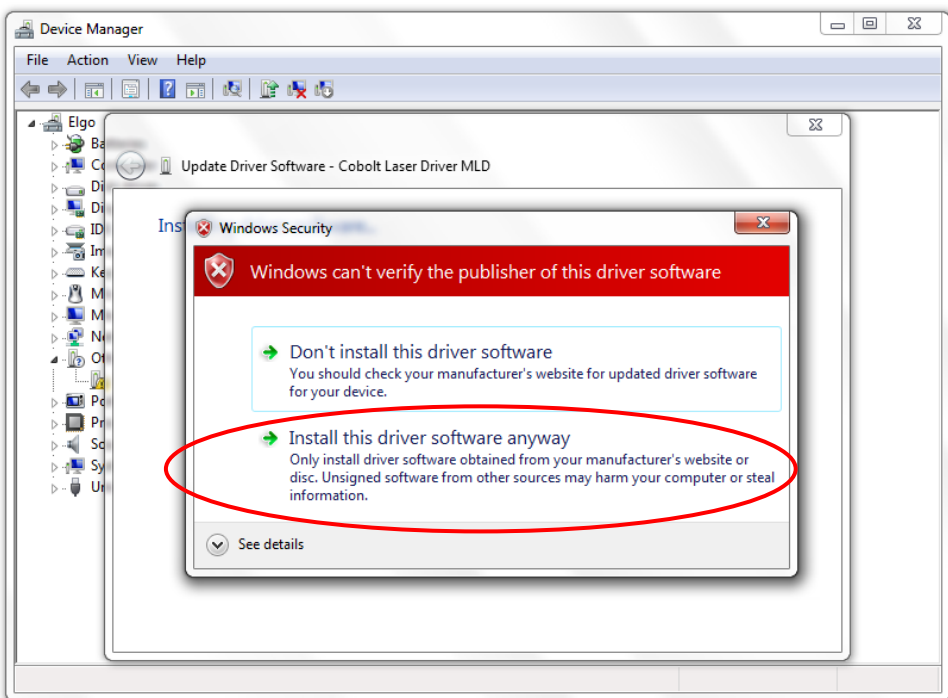 Device Manager
File Action View Help
Elgo
Update Driver Software - Cobolt Laser Driver MLD
Windows Security
Windows can't verify the publisher of this driver software
Don't install this driver software
You should check your manufacturer's website for updated driver software
for your device.
Install this driver software anyway
Only install driver software obtained from your manufacturer's website or
disc. Unsigned software from other sources may harm your computer or steal
information.
See details